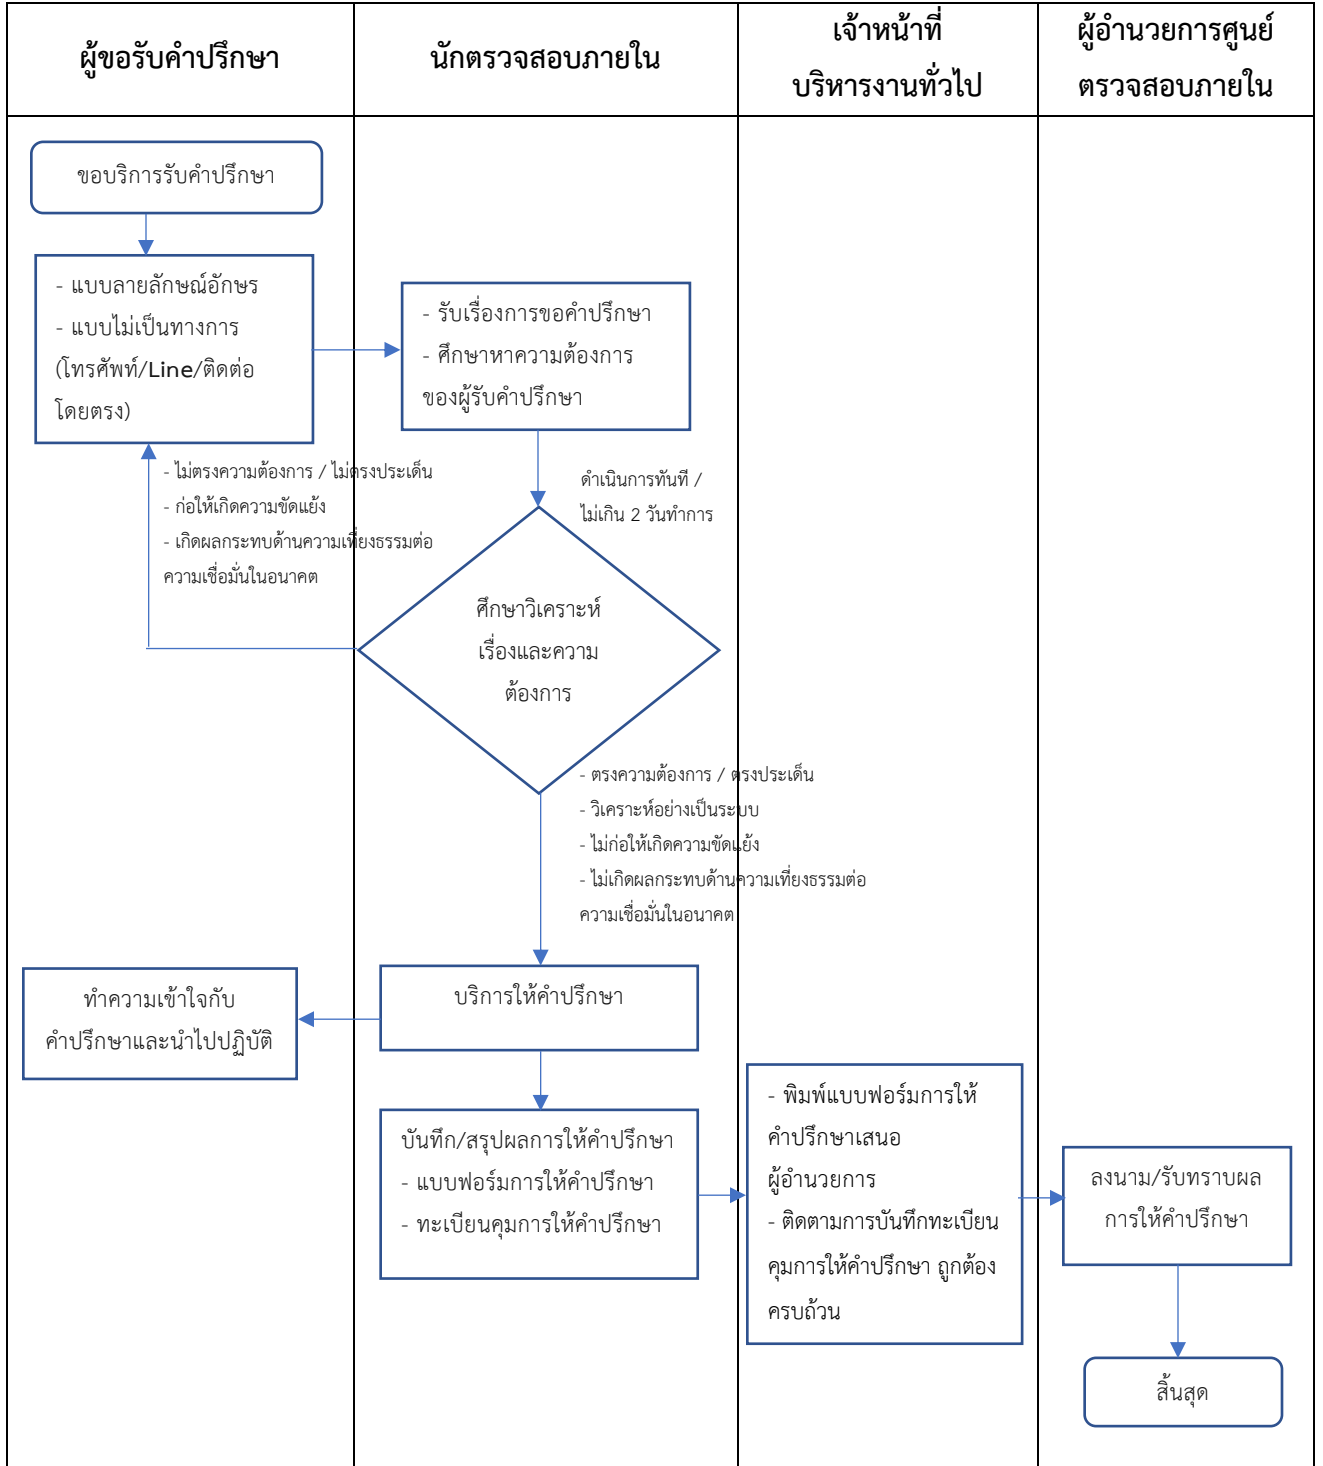 ผู้ขอรับคำปรึกษา
นักตรวจสอบภายใน
เจ้าหน้าที่
บริหารงานทั่วไป
ผู้อำนวยการศูนย์
ตรวจสอบภายใน
ขอบริการรับคำปรึกษา
- แบบลายลักษณ์อักษร
- แบบไม่เป็นทางการ
(โทรศัพท์/Line/ติดต่อ
โดยตรง)
- รับเรื่องการขอคำปรึกษา
- ศึกษาหาความต้องการ
ของผู้รับคำปรึกษา
- ไม่ตรงความต้องการ / ไม่ตรงประเด็น
- ก่อให้เกิดความขัดแย้ง
- เกิดผลกระทบด้านความเที่ยงธรรมต่อ
ความเชื่อมั่นในอนาคต
ดำเนินการทันที /
ไม่เกิน 2 วันทำการ
ศึกษาวิเคราะห์
เรื่องและความ
ต้องการ
- ตรงความต้องการ / ตรงประเด็น
- วิเคราะห์อย่างเป็นระบบ
- ไม่ก่อให้เกิดความขัดแย้ง
- ไม่เกิดผลกระทบด้านความเที่ยงธรรมต่อ
ความเชื่อมั่นในอนาคต
ทำความเข้าใจกับ
คำปรึกษาและนำไปปฏิบัติ
บริการให้คำปรึกษา
บันทึก/สรุปผลการให้คำปรึกษา
- แบบฟอร์มการให้คำปรึกษา
- ทะเบียนคุมการให้คำปรึกษา
- พิมพ์แบบฟอร์มการให้
คำปรึกษาเสนอ
ผู้อำนวยการ
- ติดตามการบันทึกทะเบียน
คุมการให้คำปรึกษา ถูกต้อง
ครบถ้วน
ลงนาม/รับทราบผล
การให้คำปรึกษา
สิ้นสุด